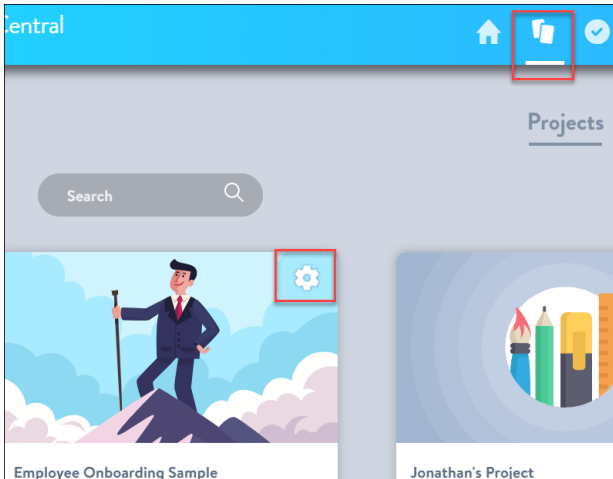 Central
Projects
Search
Employee Onboarding Sample
Jonathan's Project